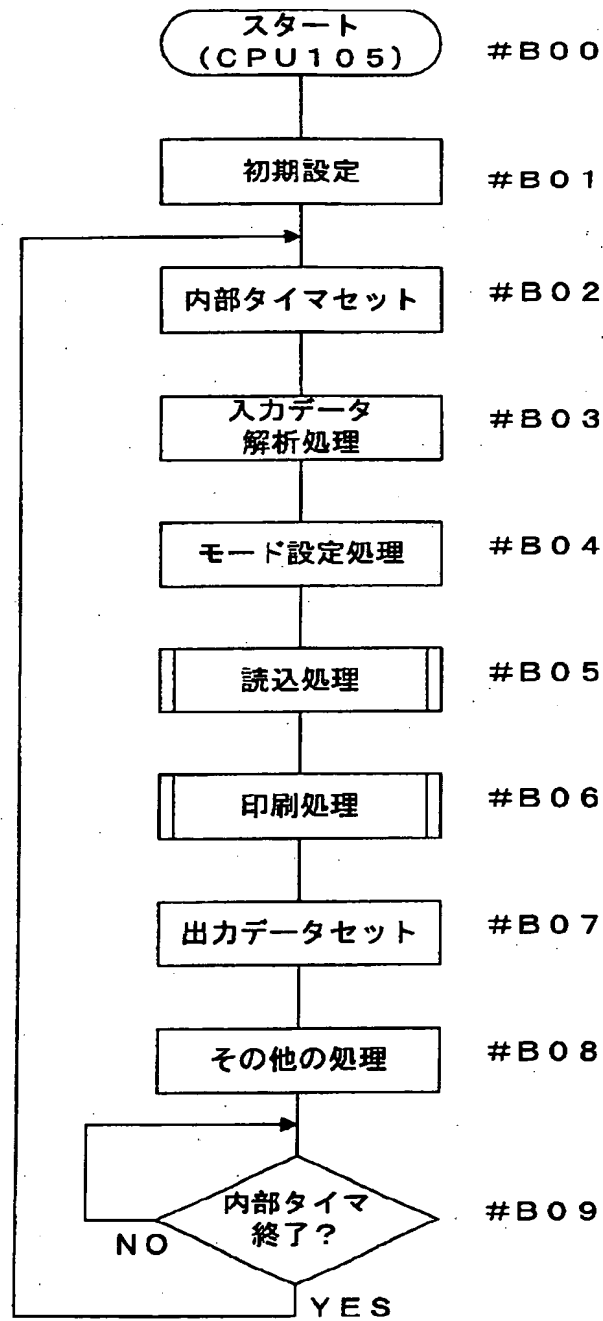 スタート
(CPU105)
#B00
初期設定
#B01
内部タイマセット
#B02
入力データ
解析処理
#B03
モード設定処理
#B04
読込処理
#B05
印刷処理
#B06
出力データセット
#B07
その他の処理
#B08
内部タイマ
終了?
#B09
NO
YES